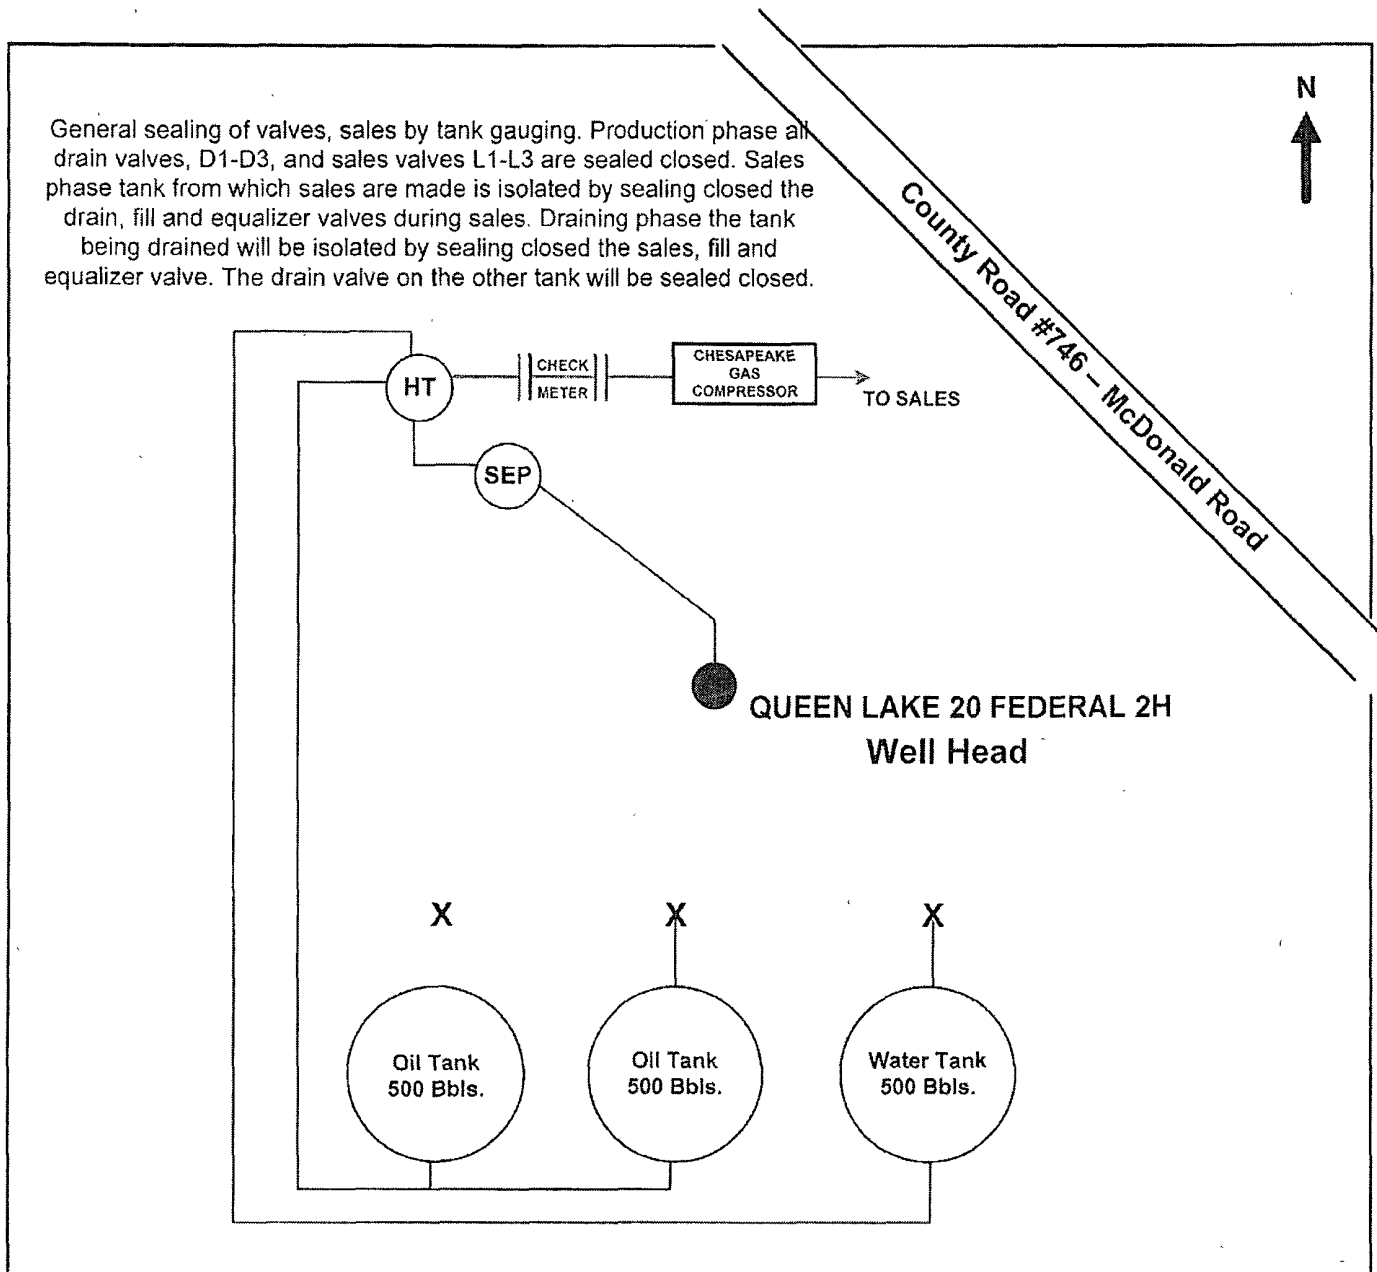 N
General sealing of valves, sales by tank gauging. Production phase all
drain valves, D1-D3, and sales valves L1-L3 are sealed closed. Sales
phase tank from which sales are made is isolated by sealing closed the
drain, fill and equalizer valves during sales. Draining phase the tank
being drained will be isolated by sealing closed the sales, fill and
equalizer valve. The drain valve on the other tank will be sealed closed.
County Road #746 – McDonald Road
HT
CHECK
METER
CHESAPEAKE
GAS
COMPRESSOR
TO SALES
SEP
QUEEN LAKE 20 FEDERAL 2H
Well Head
X
X
X
Oil Tank
500 Bbls.
Oil Tank
500 Bbls.
Water Tank
500 Bbls.